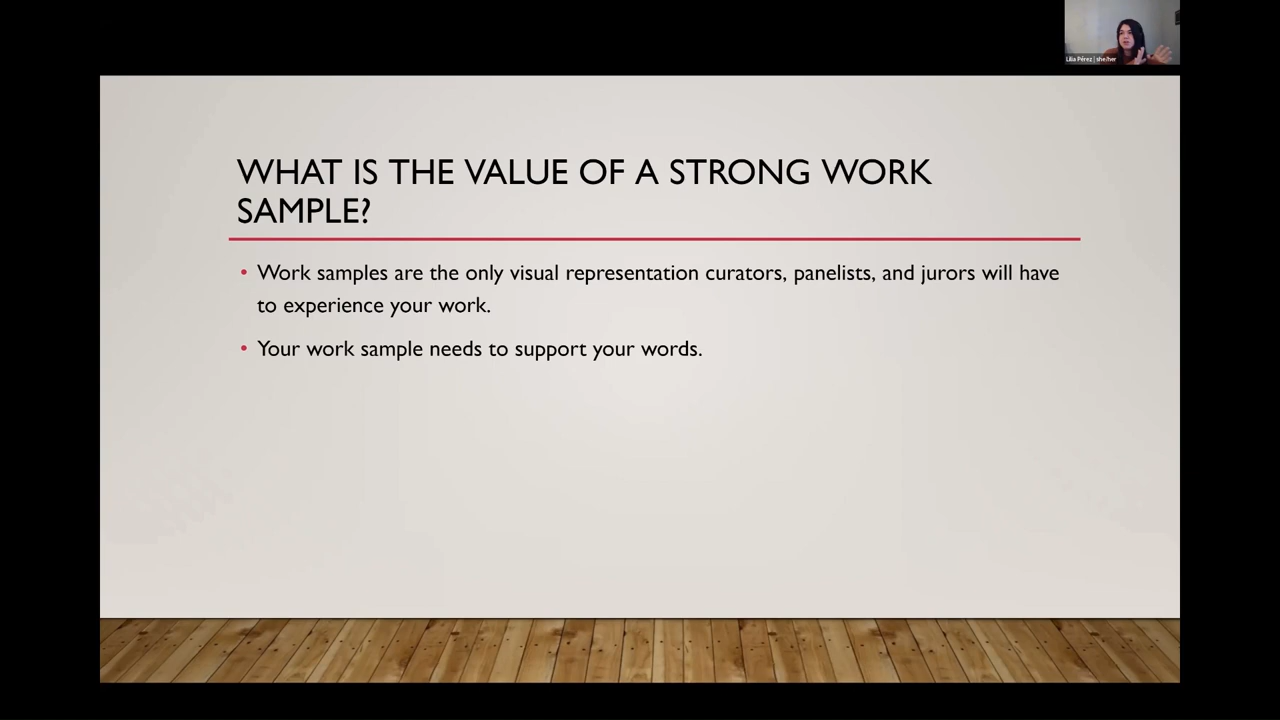 Lilia Pérez | she/her
WHAT IS THE VALUE OF A STRONG WORK
SAMPLE?
• Work samples are the only visual representation curators, panelists, and jurors will have
to experience your work.
• Your work sample needs to support your words.